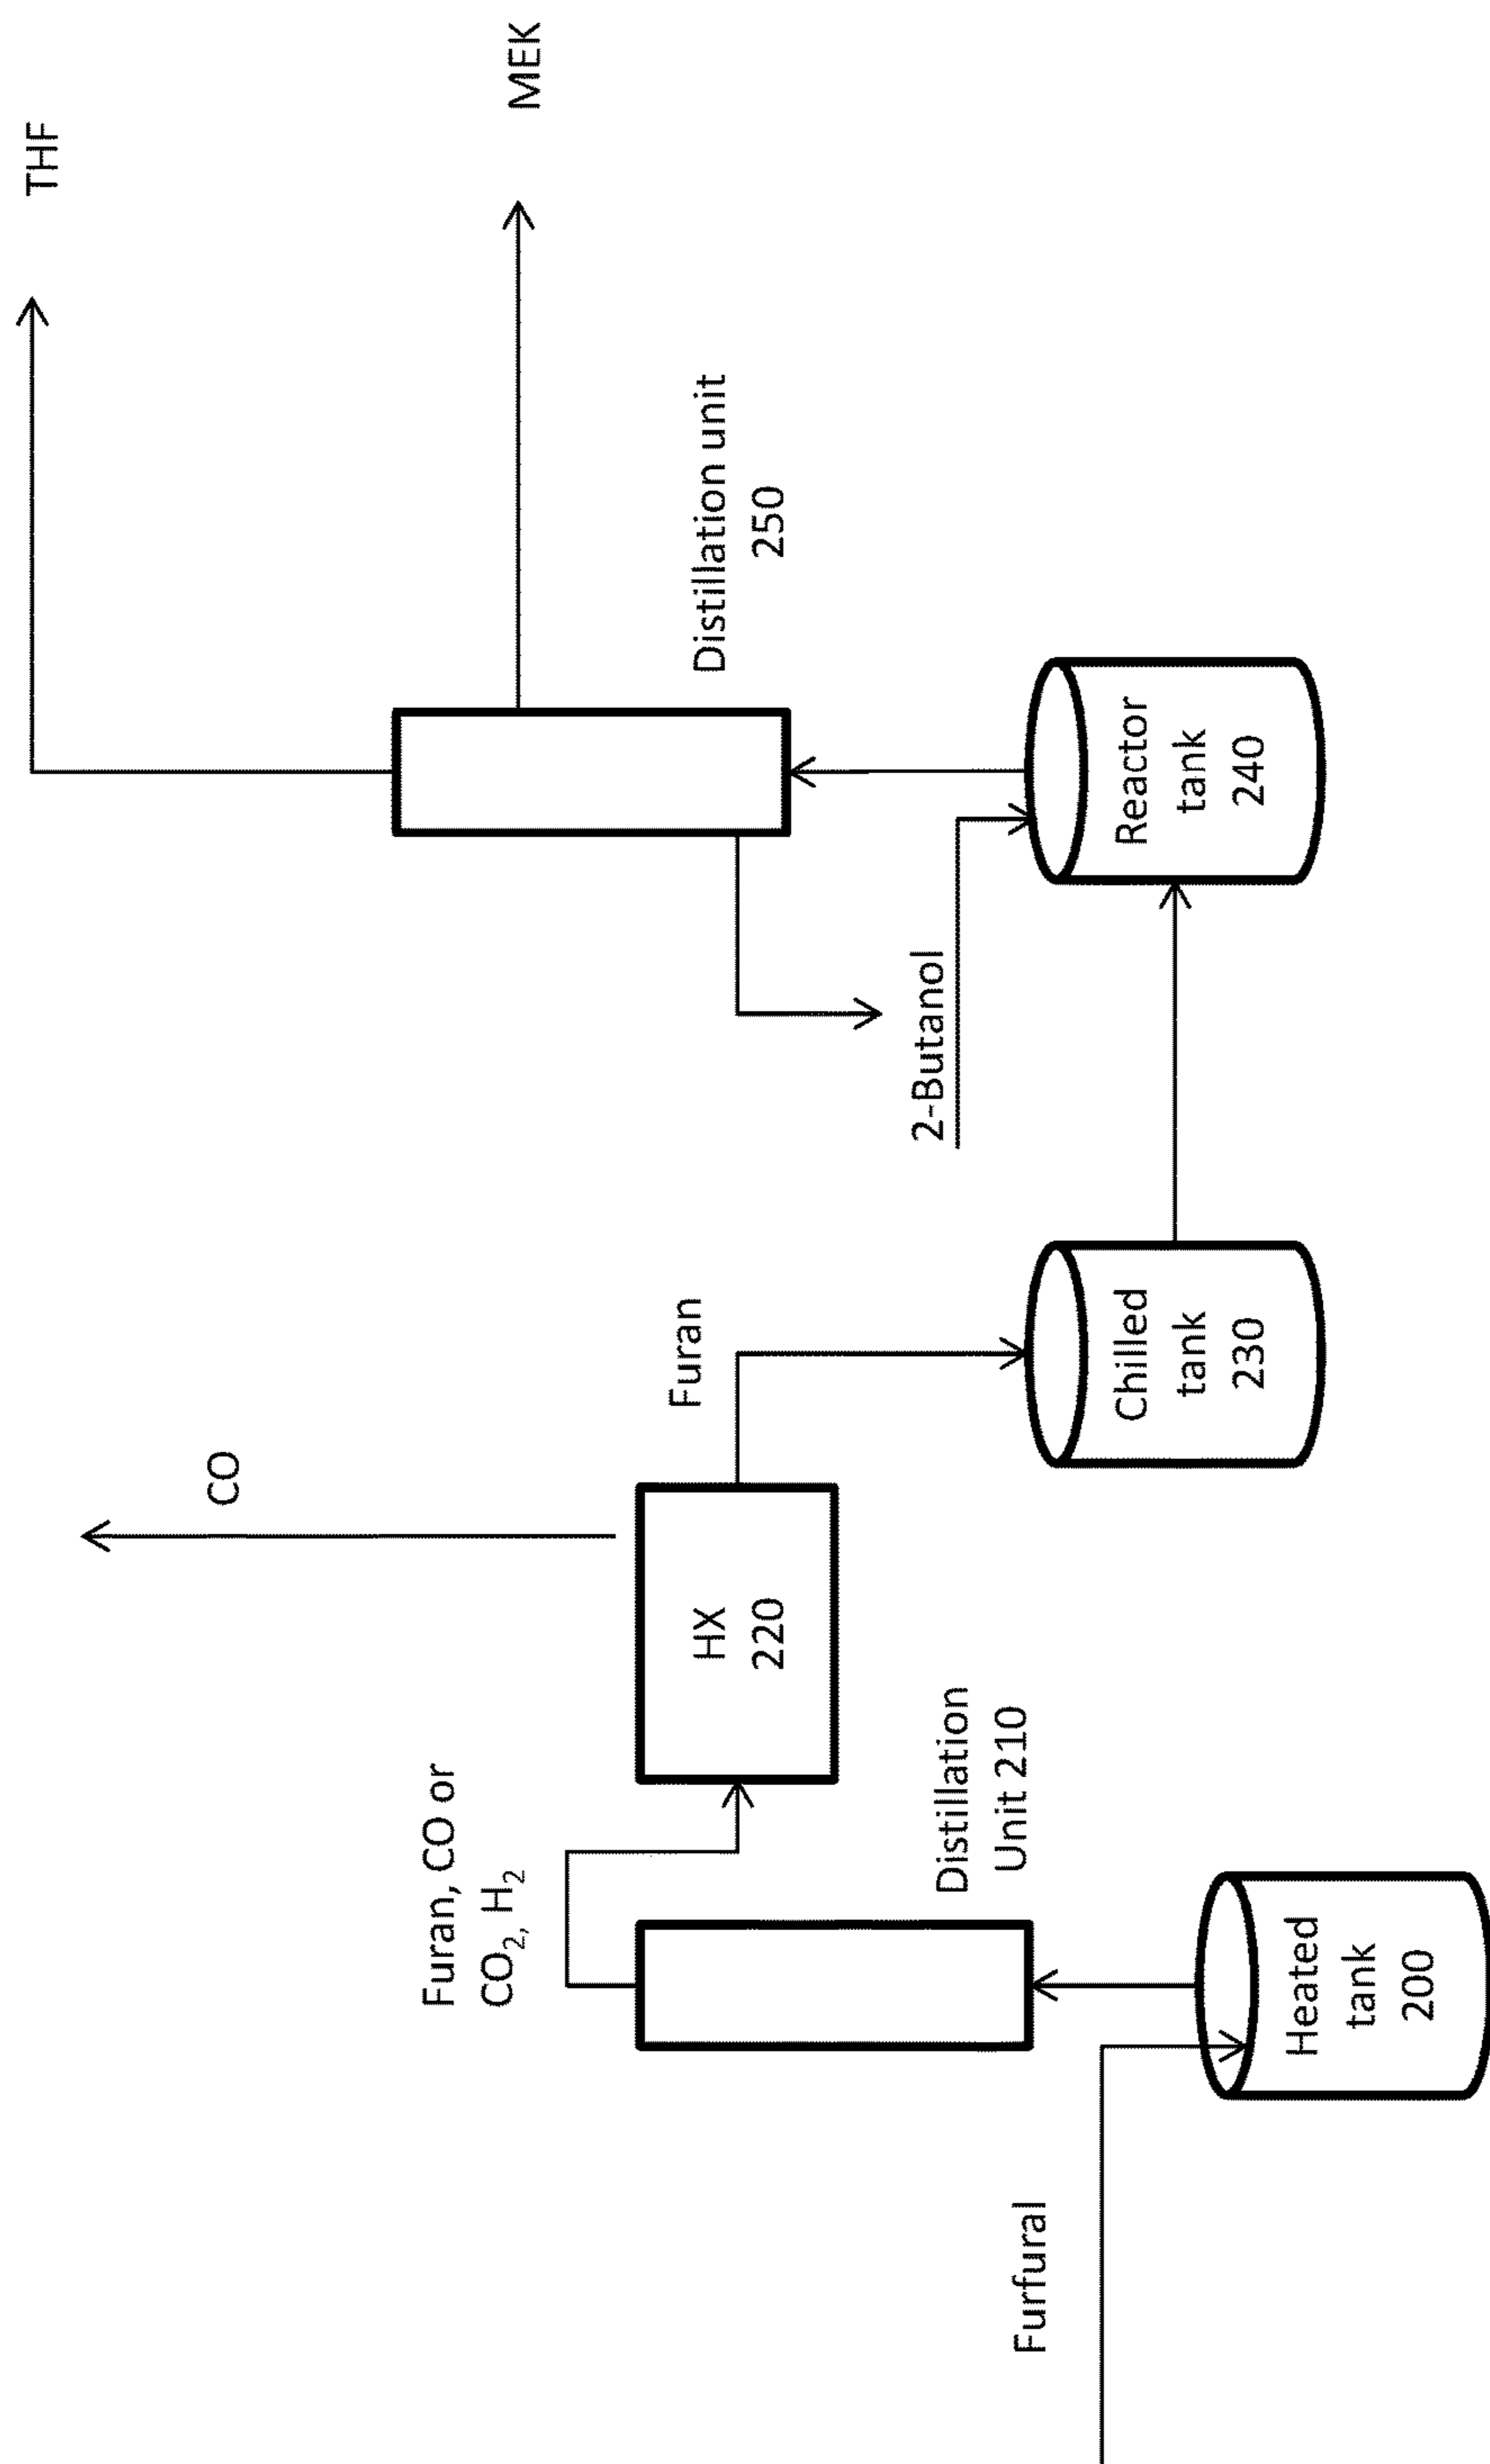 Furfural
Heated
tank
200
Distillation
Unit 210
Furan, CO or
CO₂, H₂
HX
220
CO
Furan
Chilled
tank
230
2-Butanol
Reactor
tank
240
Distillation unit
250
THF
MEK